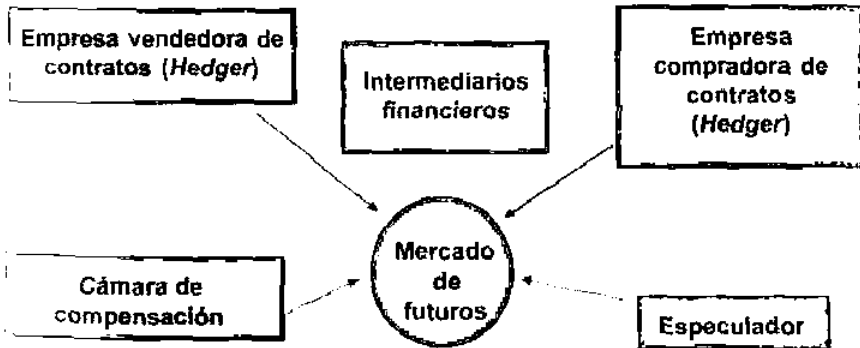 Empresa vendedora de
contratos (Hedger)
Intermediarios
financieros
Empresa
compradora de
contratos
(Hedger)
Mercado
de
futuros
Cámara de
compensación
Especulador